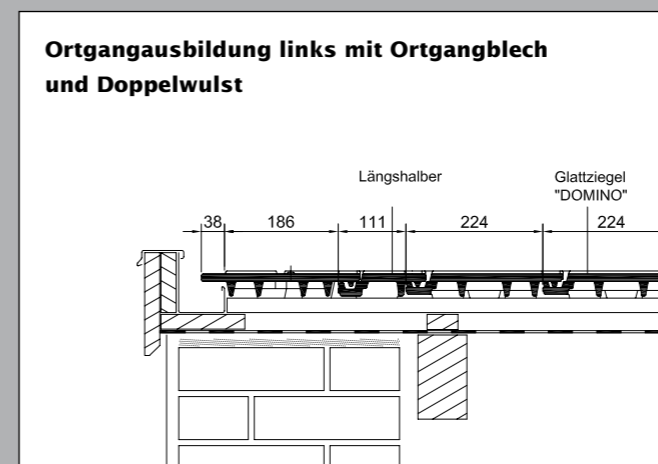 Ortgangausbildung links mit Ortgangblech
und Doppelwulst
Längshalber
Glattziegel
"DOMINO"
38 186 111 224 224